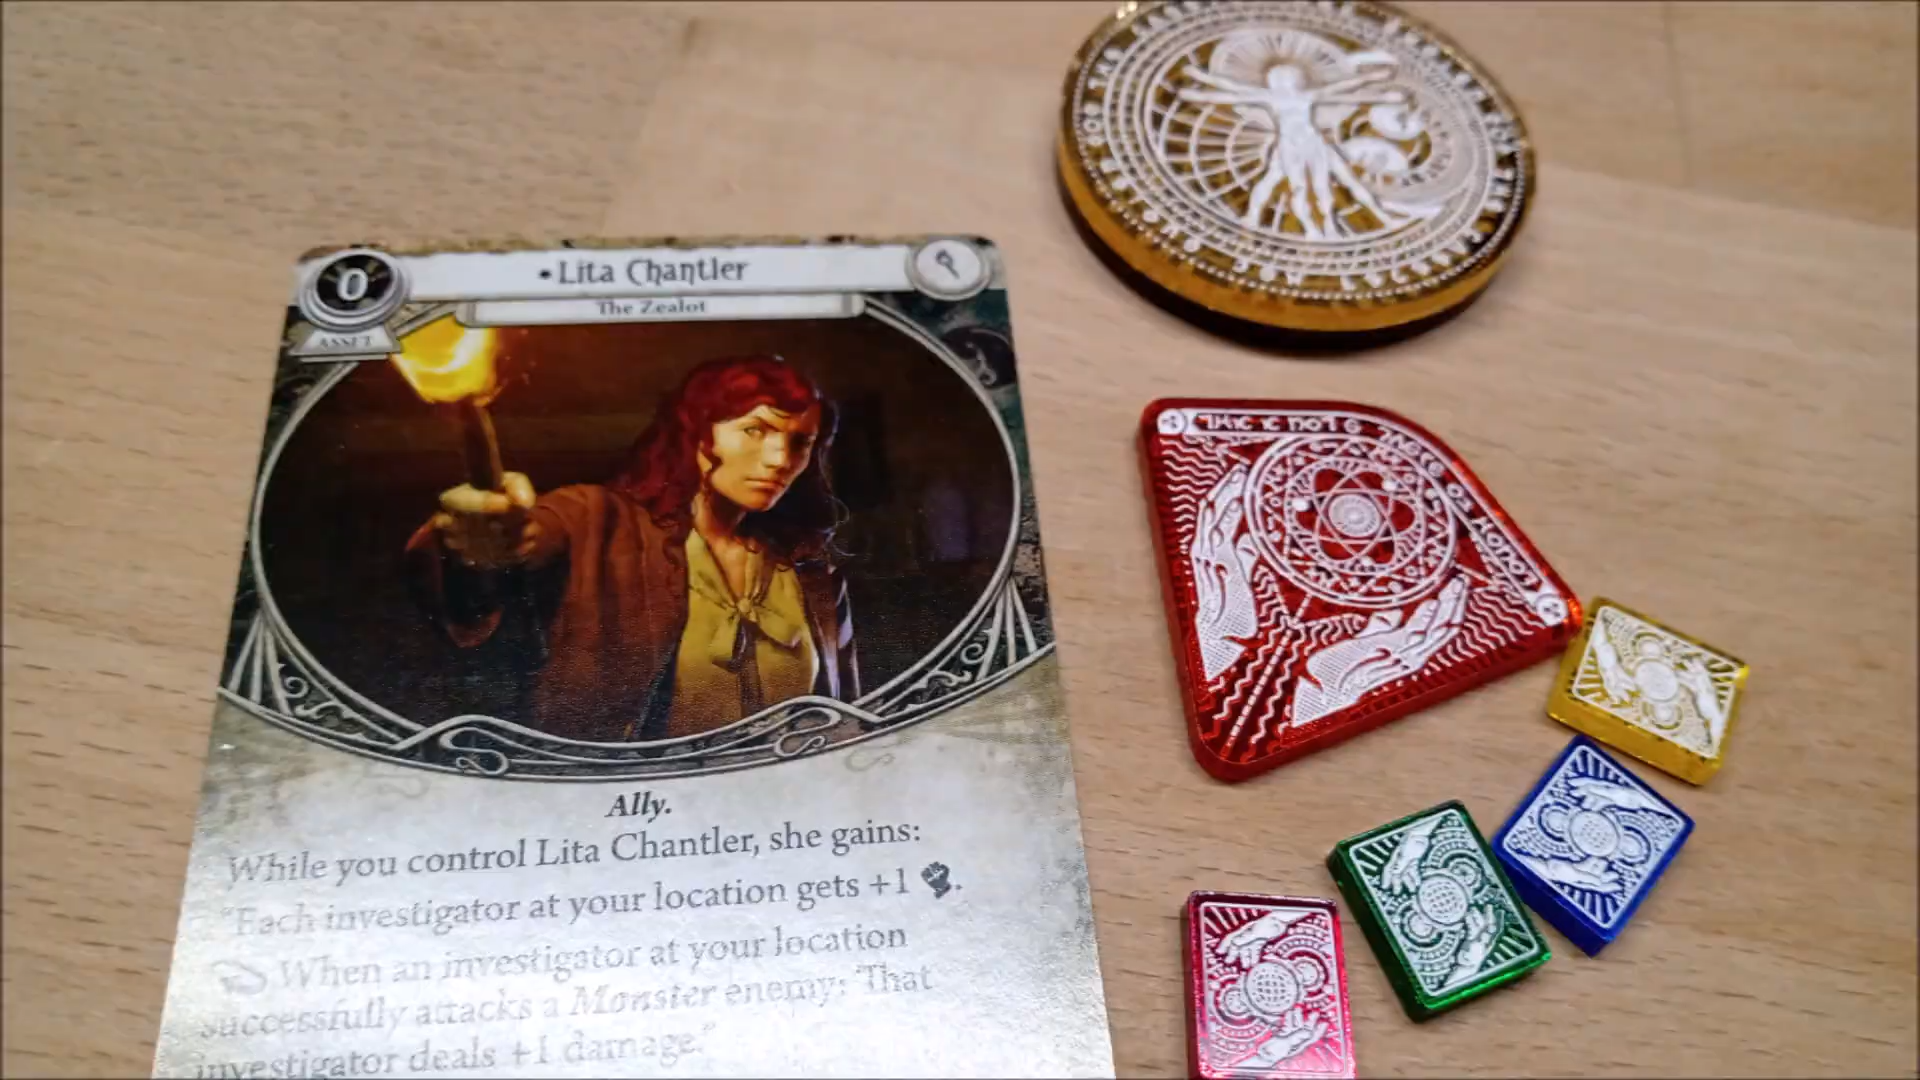 0
•Lita Chantler
The Zealot
ASSET
Ally.
While you control Lita Chantler, she gains:
"Each investigator at your location gets +1 .
When an investigator at your location
successfully attacks a Monster enemy: That
investigator deals +1 damage."